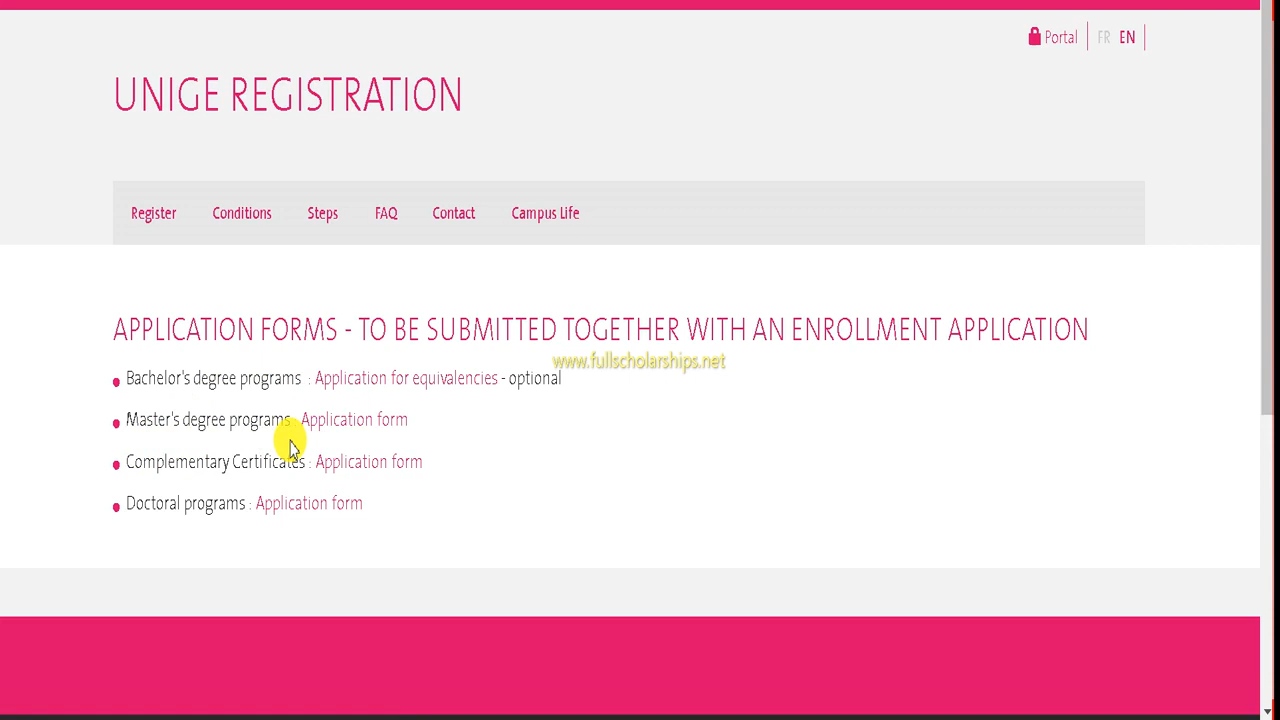 Portal FR EN
UNIGE REGISTRATION
Register Conditions Steps FAQ Contact Campus Life
APPLICATION FORMS - TO BE SUBMITTED TOGETHER WITH AN ENROLLMENT APPLICATION
www.fullscholarships.net
Bachelor's degree programs : Application for equivalencies - optional
Master's degree programs : Application form
Complementary Certificates : Application form
Doctoral programs : Application form